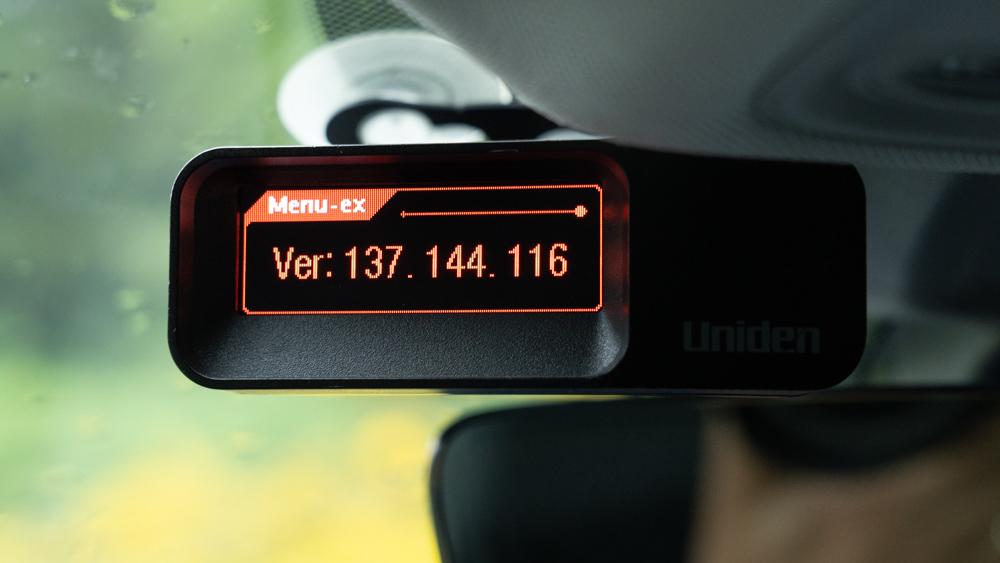 Menu-ex
Ver: 137. 144. 116
Uniden